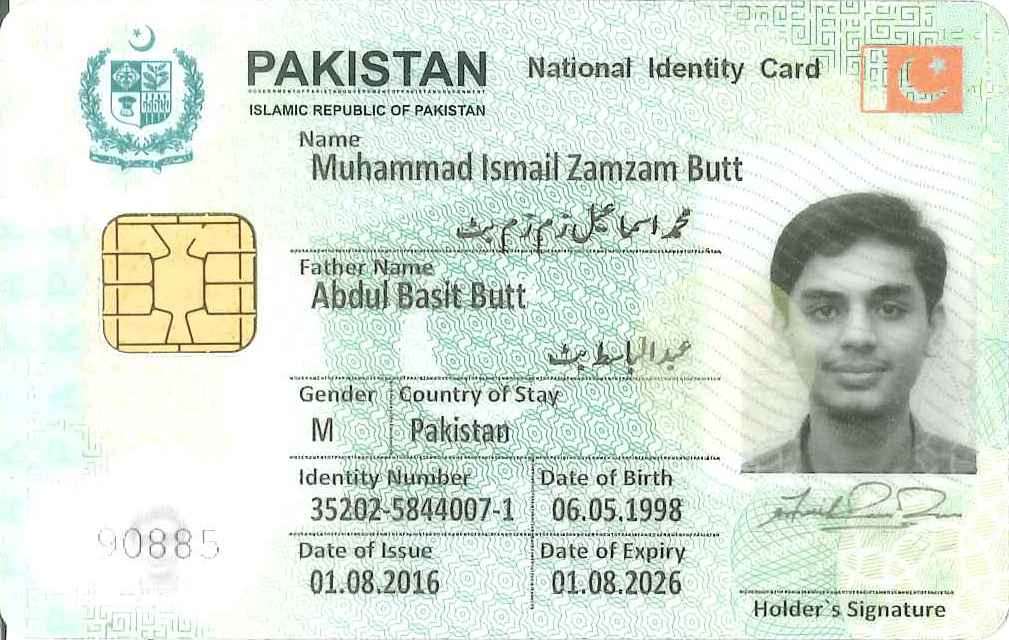 PAKISTAN National Identity Card
ISLAMIC REPUBLIC OF PAKISTAN
Name
Muhammad Ismail Zamzam Butt
محمد اسماعیل زم زم بٹ
Father Name
Abdul Basit Butt
عبدالباسط بٹ
Gender Country of Stay
M Pakistan
Identity Number Date of Birth
35202-5844007-1 06.05.1998
Date of Issue Date of Expiry
01.08.2016 01.08.2026
90885
Holder's Signature